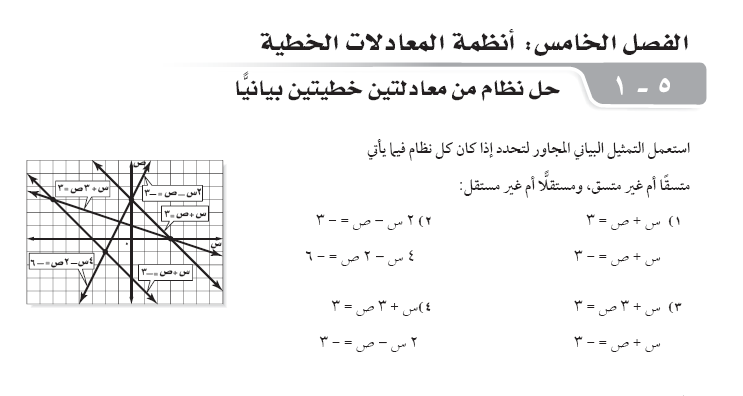 الفصل الخامس: أنظمة المعادلات الخطية
٥ - ١ حل نظام من معادلتين خطيتين بيانيًّا
استعمل التمثيل البياني المجاور لتحدد إذا كان كل نظام فيما يأتي
متسقًا أم غير متسق، ومستقلًّا أم غير مستقل:
١) س + ص = ٣
س + ص = – ٣
٢) ٢ س – ص = – ٣
٤ س – ٢ ص = – ٦
٣) س + ٣ ص = ٣
س + ص = – ٣
٤) س + ٣ ص = ٣
٢ س – ص = – ٣
ص
س + ٣ ص = ٣
٢س – ص = – ٣
س + ص = ٣
س
٠
٤س – ٢ص = – ٦
س + ص = – ٣